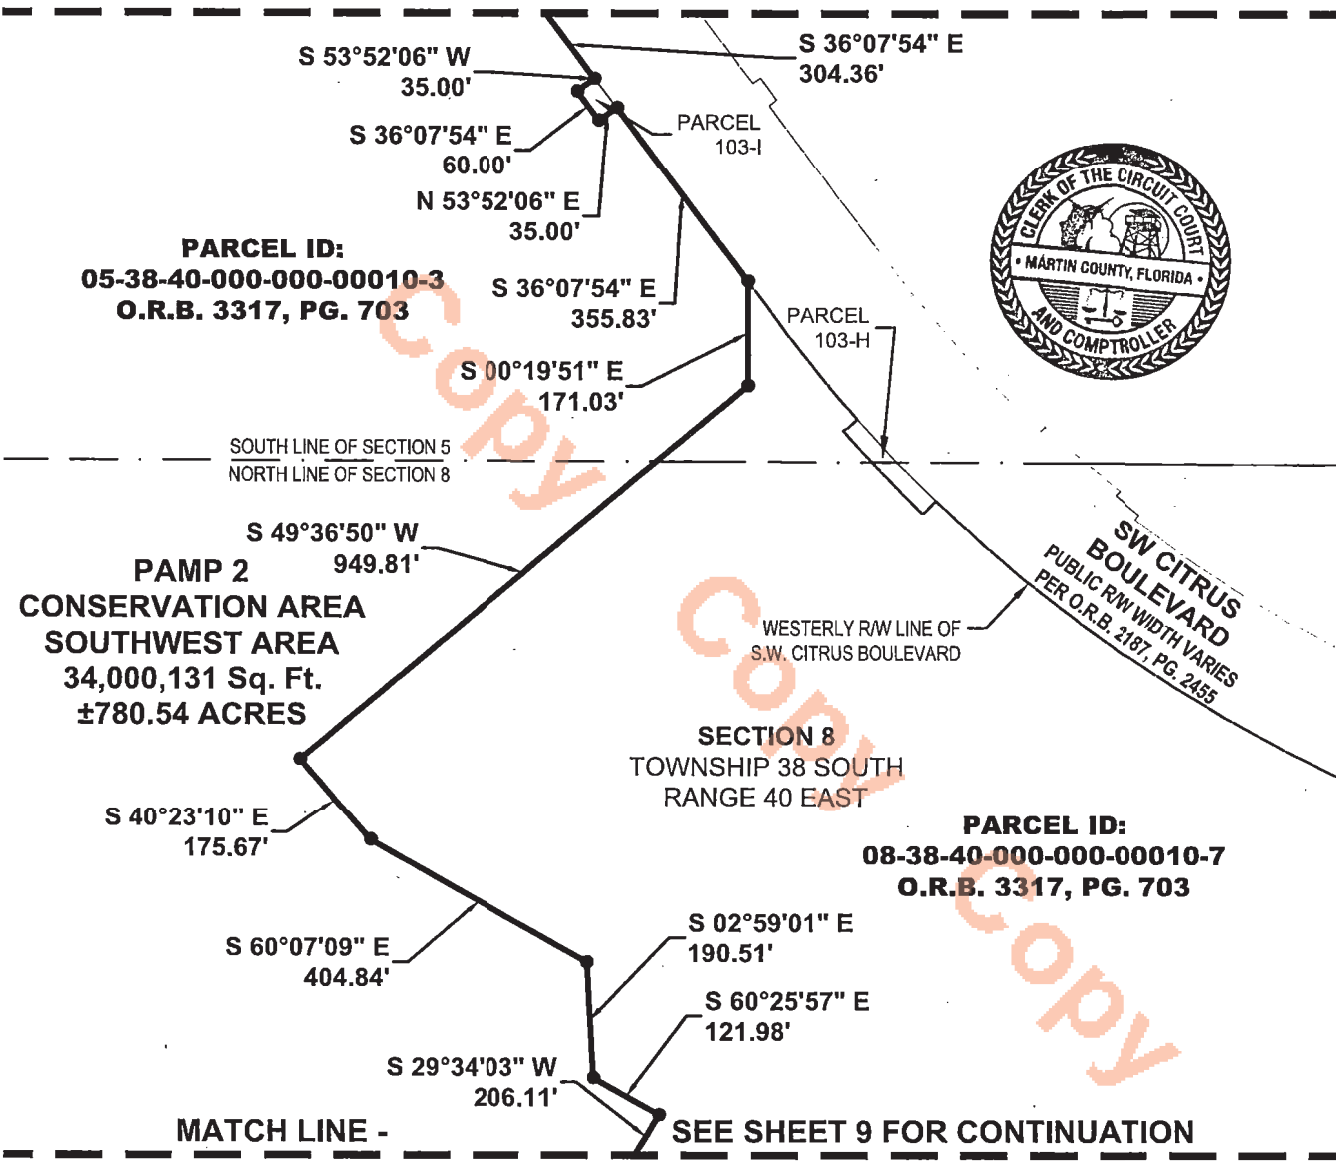 S 53°52'06" W
35.00'
S 36°07'54" E
304.36'
S 36°07'54" E
60.00'
PARCEL
103-I
N 53°52'06" E
35.00'
CLERK OF THE CIRCUIT COURT
• MARTIN COUNTY, FLORIDA •
AND COMPTROLLER
PARCEL ID:
05-38-40-000-000-00010-3
O.R.B. 3317, PG. 703
S 36°07'54" E
355.83'
PARCEL
103-H
S 00°19'51" E
171.03'
Copy
SOUTH LINE OF SECTION 5
NORTH LINE OF SECTION 8
S 49°36'50" W
949.81'
PAMP 2
CONSERVATION AREA
SOUTHWEST AREA
34,000,131 Sq. Ft.
±780.54 ACRES
SW CITRUS
BOULEVARD
PUBLIC R/W WIDTH VARIES
PER O.R.B. 2187, PG. 2455
WESTERLY R/W LINE OF
S.W. CITRUS BOULEVARD
Copy
SECTION 8
TOWNSHIP 38 SOUTH
RANGE 40 EAST
S 40°23'10" E
175.67'
PARCEL ID:
08-38-40-000-000-00010-7
O.R.B. 3317, PG. 703
Copy
S 60°07'09" E
404.84'
S 02°59'01" E
190.51'
S 60°25'57" E
121.98'
S 29°34'03" W
206.11'
MATCH LINE - SEE SHEET 9 FOR CONTINUATION